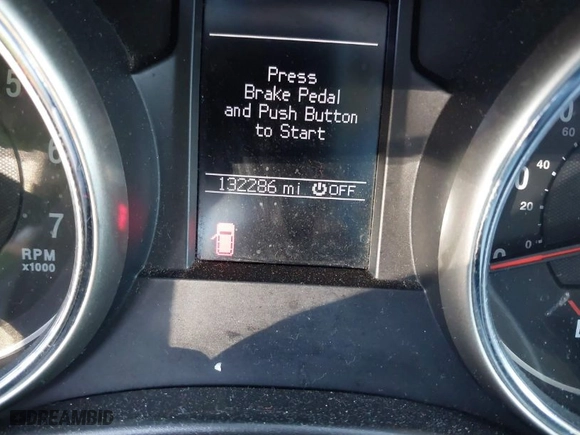 Press
Brake Pedal
and Push Button
to Start
132286 mi OFF
5
6
7
RPM
x1000
60
40
20
0
DREAMBID